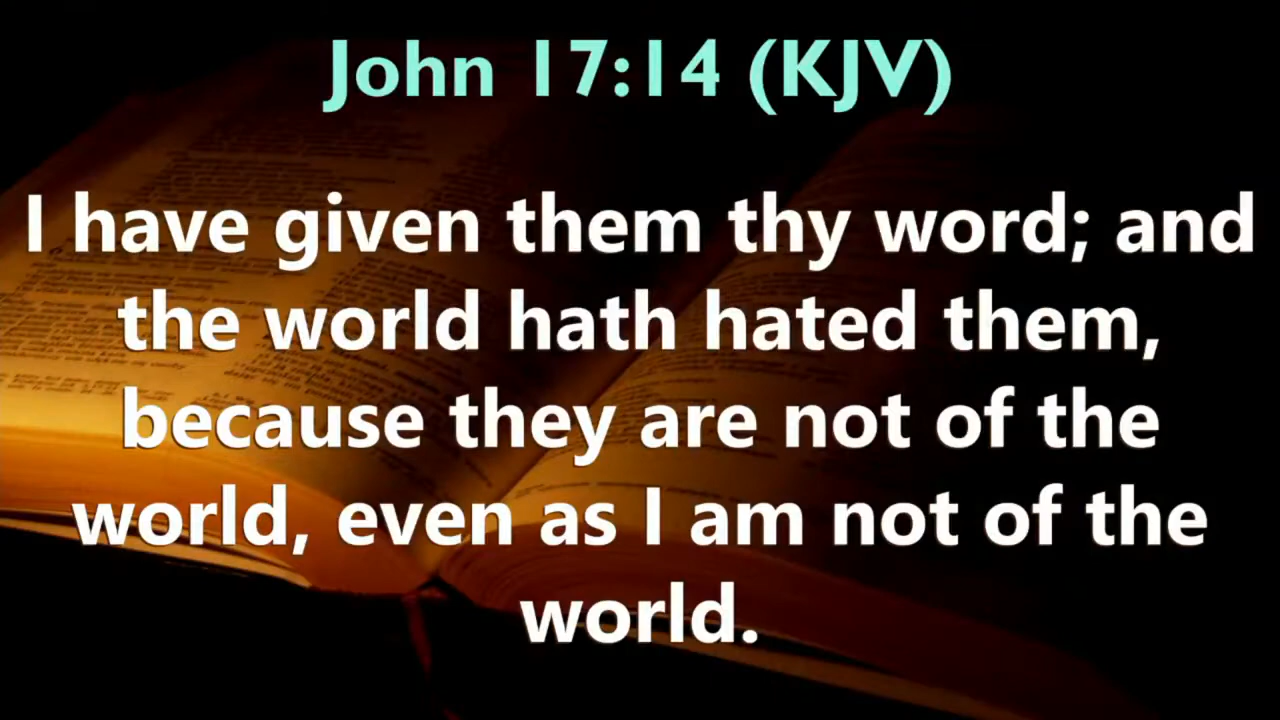 John 17:14 (KJV)
I have given them thy word; and
the world hath hated them,
because they are not of the
world, even as I am not of the
world.